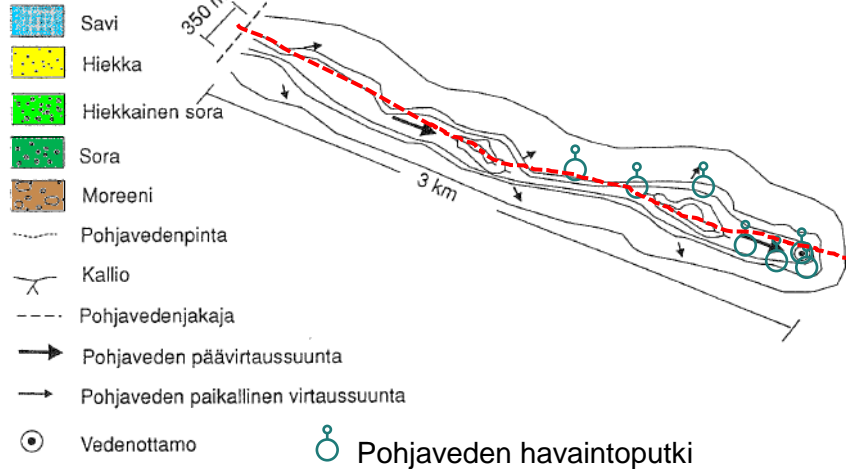 350 m
Savi
Hiekka
Hiekkainen sora
Sora
Moreeni
3 km
Pohjavedenpinta
Kallio
Pohjavedenjakaja
Pohjaveden päävirtaussuunta
Pohjaveden paikallinen virtaussuunta
Vedenottamo
Pohjaveden havaintoputki